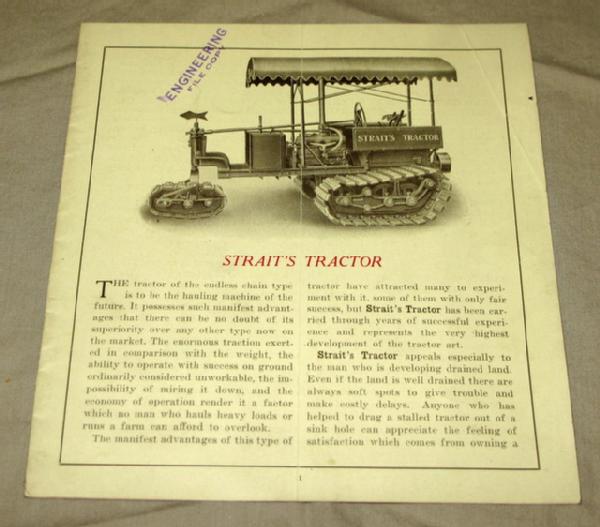 ENGINEERING
FILE COPY
STRAIT'S TRACTOR
STRAIT'S TRACTOR
THE tractor of the endless chain type
is to be the hauling machine of the
future. It possesses such manifest advant-
ages that there can be no doubt of its
superiority over any other type now on
the market. The enormous traction exert-
ed in comparison with the weight, the
ability to operate with success on ground
ordinarily considered unworkable, the im-
possibility of miring it down, and the
economy of operation render it a factor
which no man who hauls heavy loads or
runs a farm can afford to overlook.
The manifest advantages of this type of
tractor have attracted many to experi-
ment with it, some of them with only fair
success, but Strait's Tractor has been car-
ried through years of successful experi-
ence and represents the very highest
development of the tractor art.
Strait's Tractor appeals especially to
the man who is developing drained land.
Even if the land is well drained there are
always soft spots to give trouble and
make costly delays. Anyone who has
helped to drag a stalled tractor out of a
sink hole can appreciate the feeling of
satisfaction which comes from owning a
1